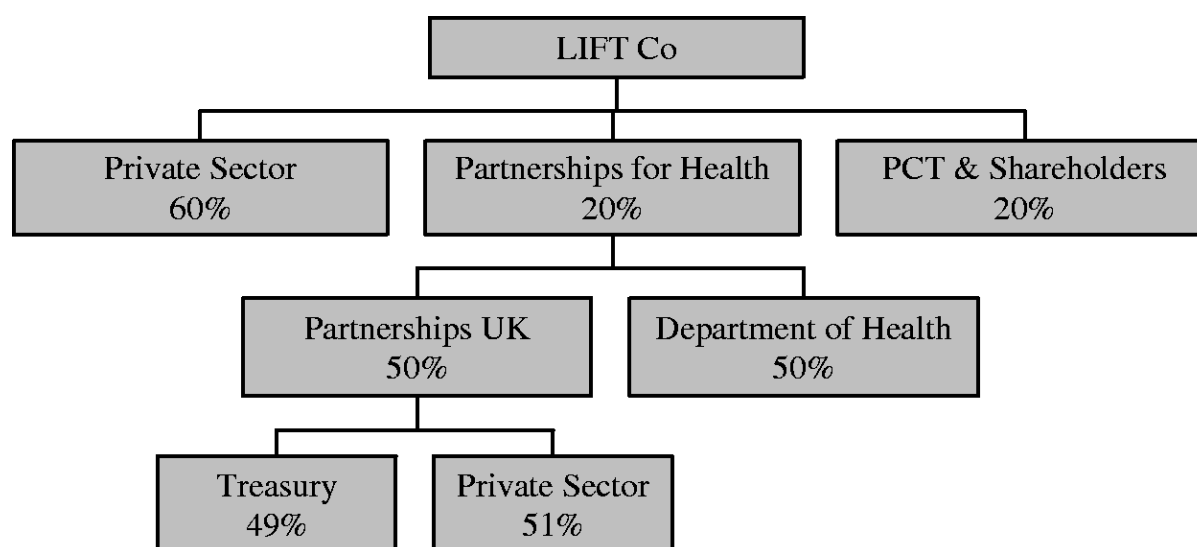 LIFT Co
Private Sector
60%
Partnerships for Health
20%
PCT & Shareholders
20%
Partnerships UK
50%
Department of Health
50%
Treasury
49%
Private Sector
51%